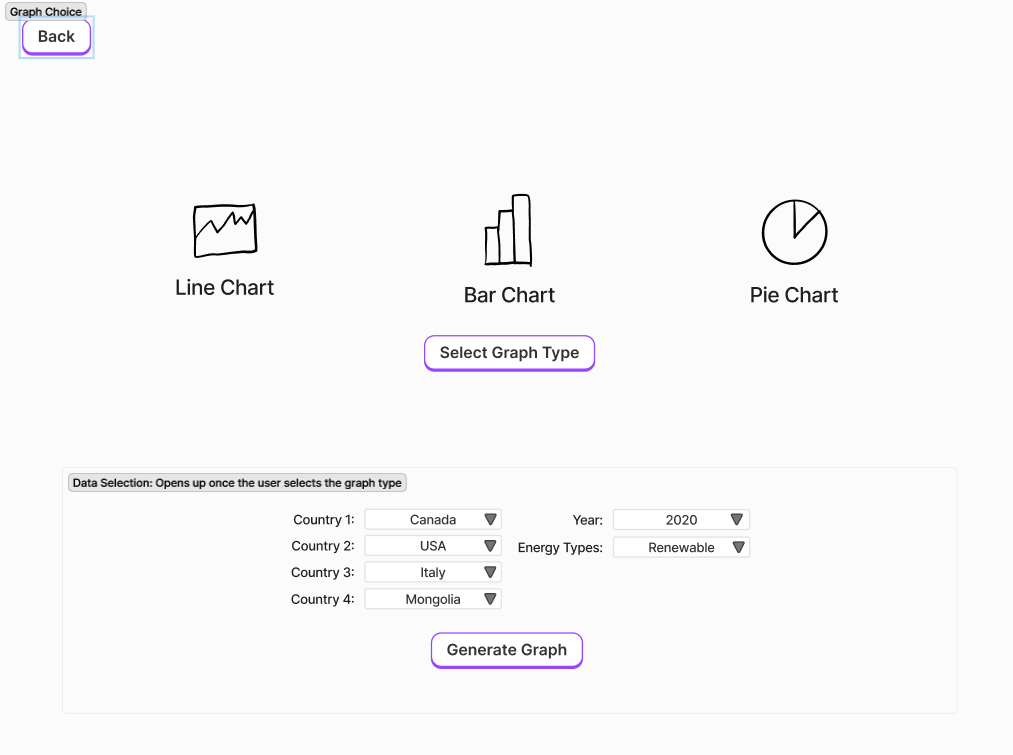 Graph Choice
Back
Line Chart
Bar Chart
Pie Chart
Select Graph Type
Data Selection: Opens up once the user selects the graph type
Country 1: Canada
Year: 2020
Country 2: USA
Energy Types: Renewable
Country 3: Italy
Country 4: Mongolia
Generate Graph